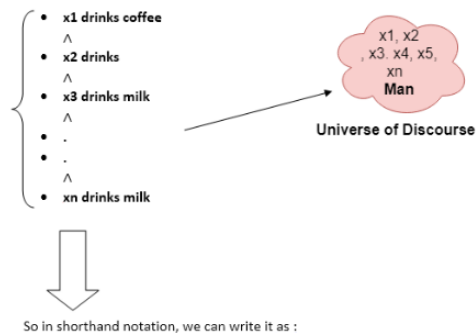 • x1 drinks coffee
∧
• x2 drinks
∧
• x3 drinks milk
∧
• .
• .
∧
• xn drinks milk
x1, x2
, x3. x4, x5,
xn
Man
Universe of Discourse
So in shorthand notation, we can write it as :